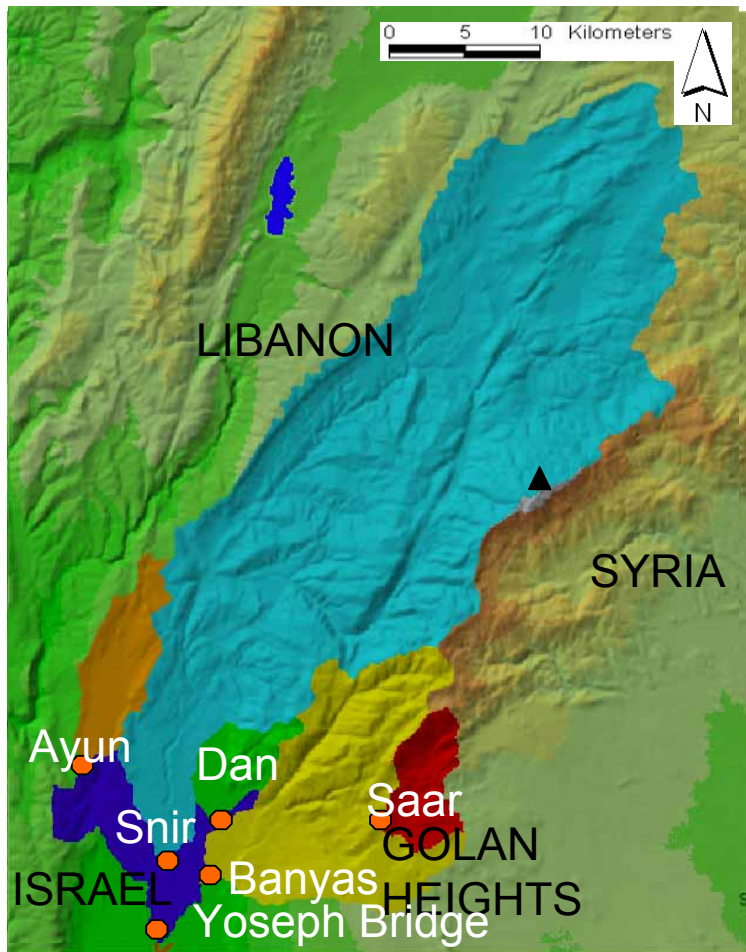 0 5 10 Kilometers
N
LIBANON
SYRIA
Ayun
Dan
Snir
Saar
GOLAN
HEIGHTS
ISRAEL
Banyas
Yoseph Bridge